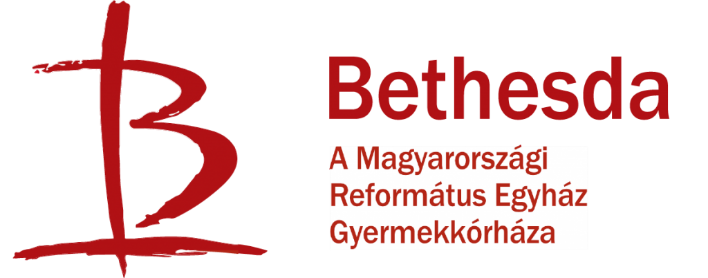 Bethesda
A Magyarországi
Református Egyház
Gyermekkórháza